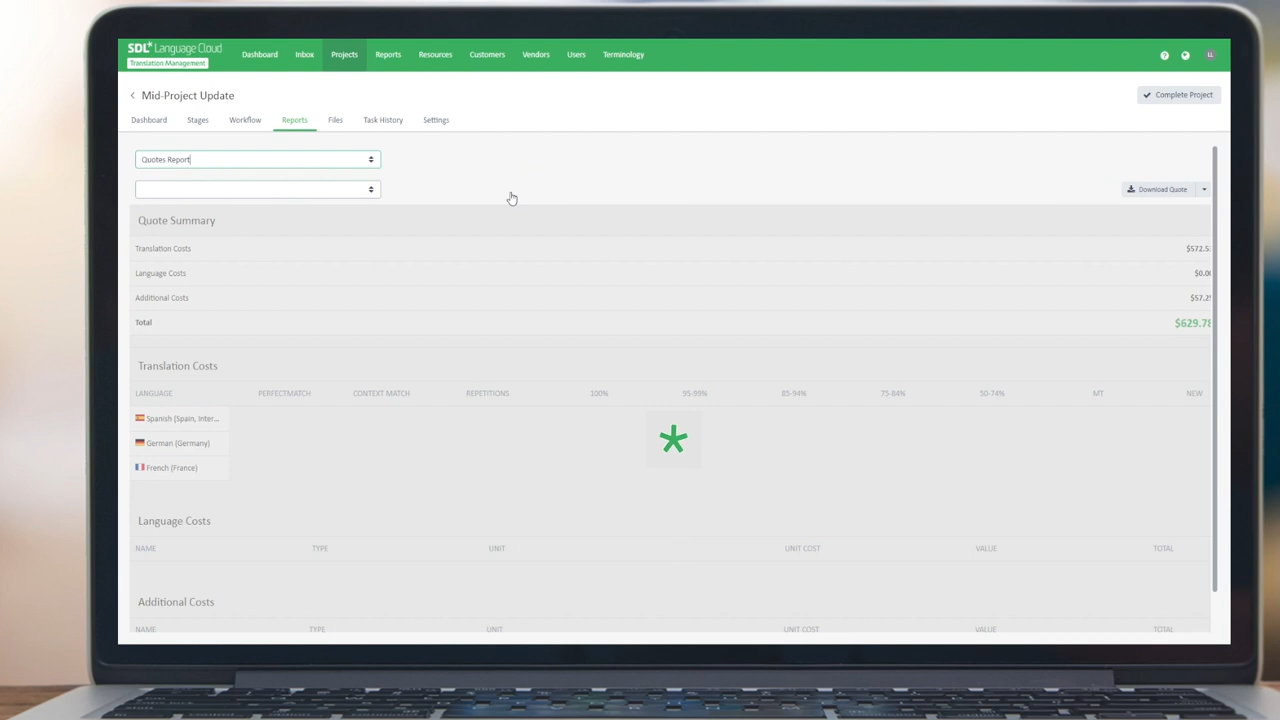 SDL* Language Cloud
Translation Management
Dashboard Inbox Projects Reports Resources Customers Vendors Users Terminology
? LL
Mid-Project Update
Complete Project
Dashboard Stages Workflow Reports Files Task History Settings
Quotes Report
Download Quote
Quote Summary
Translation Costs $572.5
Language Costs $0.0
Additional Costs $57.2
Total $629.78
Translation Costs
LANGUAGE PERFECTMATCH CONTEXT MATCH REPETITIONS 100% 95-99% 85-94% 75-84% 50-74% MT NEW
Spanish (Spain, Inter...
German (Germany)
French (France)
Language Costs
NAME TYPE UNIT UNIT COST VALUE TOTAL
Additional Costs
NAME TYPE UNIT UNIT COST VALUE TOTAL